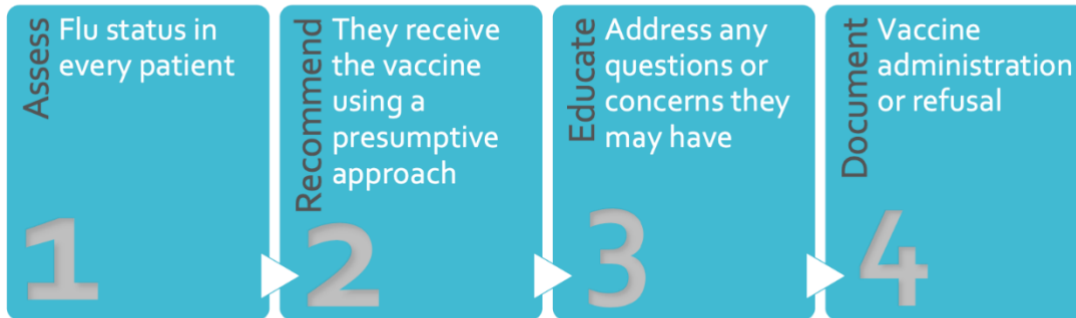 Assess
Flu status in
every patient
1
Recommend
They receive
the vaccine
using a
presumptive
approach
2
Educate
Address any
questions or
concerns they
may have
3
Document
Vaccine
administration
or refusal
4